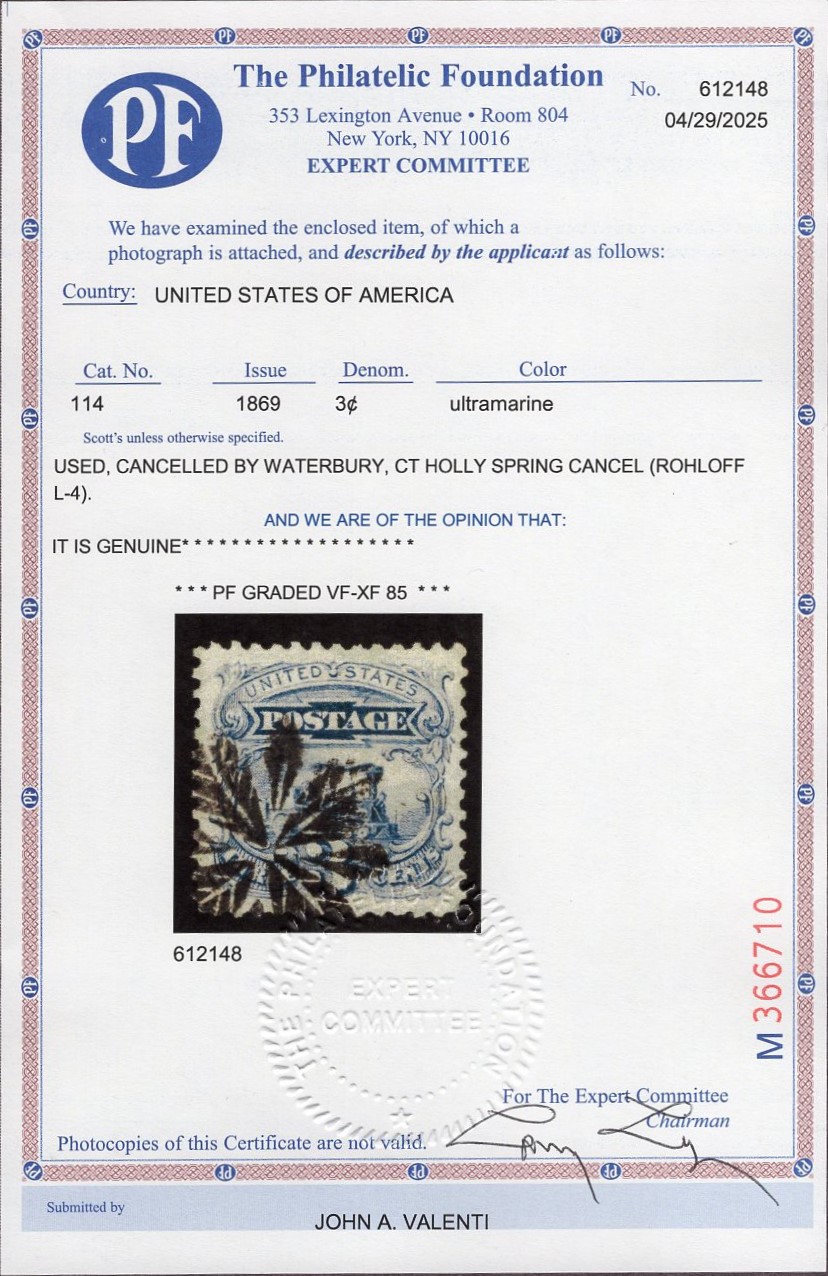 PF
The Philatelic Foundation
No. 612148
353 Lexington Avenue • Room 804
04/29/2025
New York, NY 10016
EXPERT COMMITTEE
We have examined the enclosed item, of which a
photograph is attached, and described by the applicant as follows:
Country: UNITED STATES OF AMERICA
Cat. No. Issue Denom. Color
114 1869 3¢ ultramarine
Scott's unless otherwise specified.
USED, CANCELLED BY WATERBURY, CT HOLLY SPRING CANCEL (ROHLOFF
L-4).
AND WE ARE OF THE OPINION THAT:
IT IS GENUINE* * * * * * * * * * * * * * * * * * *
* * * PF GRADED VF-XF 85 * * *
UNITED STATES
POSTAGE
612148
THE PHILATELIC FOUNDATION
EXPERT
COMMITTEE
M 366710
For The Expert Committee
Chairman
Photocopies of this Certificate are not valid.
Submitted by
JOHN A. VALENTI